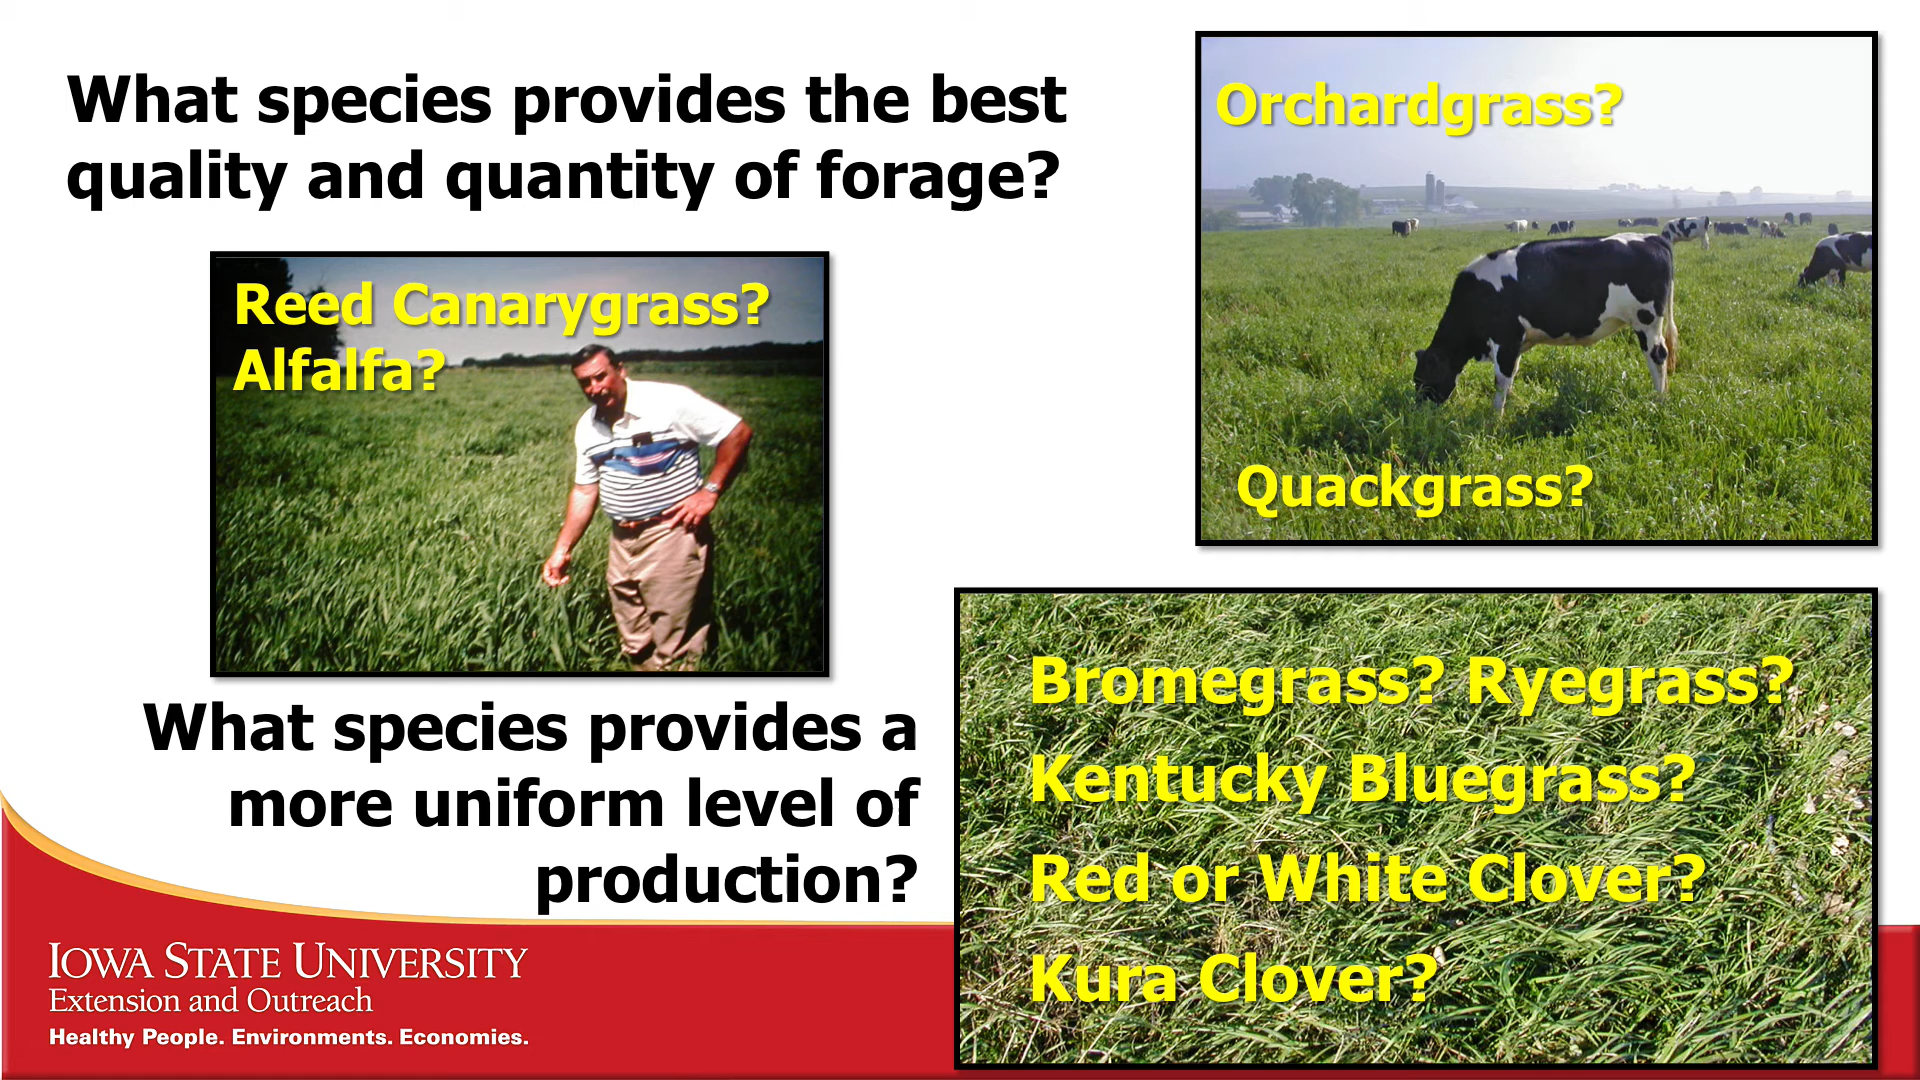 What species provides the best
quality and quantity of forage?
Orchardgrass?
Quackgrass?
Reed Canarygrass?
Alfalfa?
What species provides a
more uniform level of
production?
Bromegrass? Ryegrass?
Kentucky Bluegrass?
Red or White Clover?
Kura Clover?
IOWA STATE UNIVERSITY
Extension and Outreach
Healthy People. Environments. Economies.